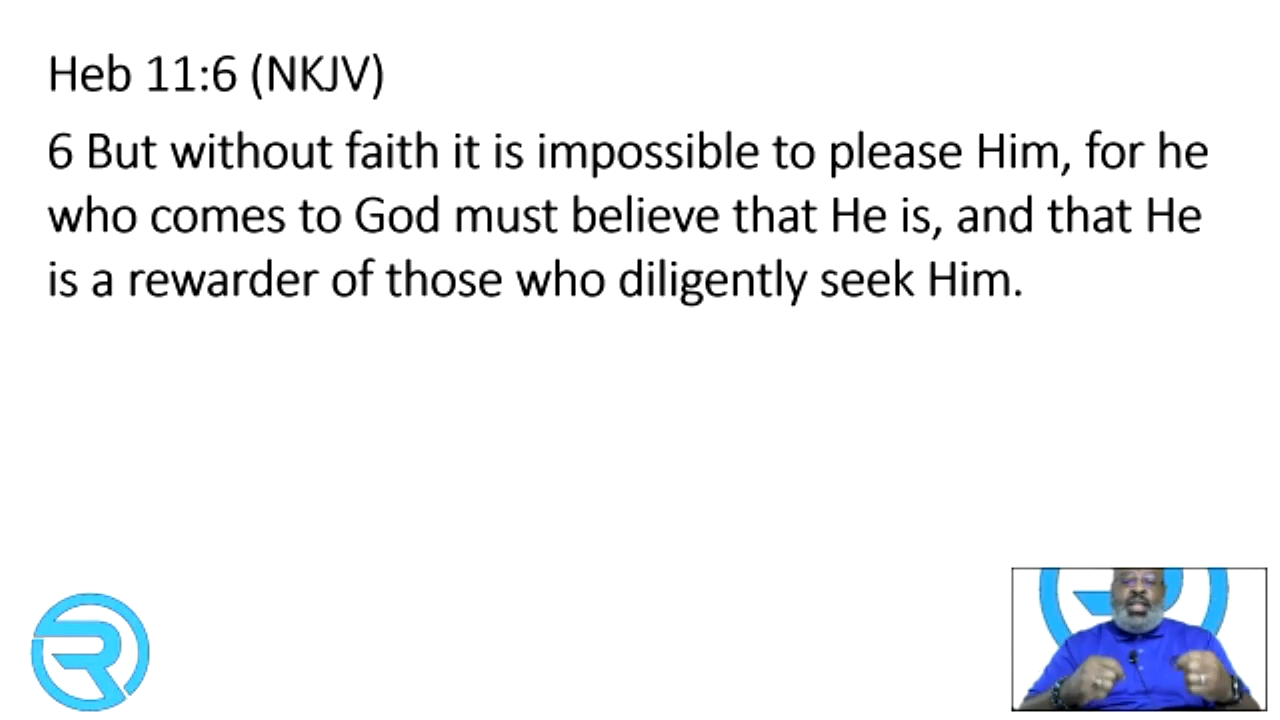 Heb 11:6 (NKJV)
6 But without faith it is impossible to please Him, for he
who comes to God must believe that He is, and that He
is a rewarder of those who diligently seek Him.